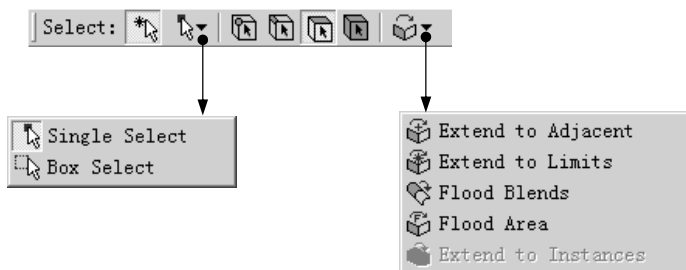 Select:
Single Select
Box Select
Extend to Adjacent
Extend to Limits
Flood Blends
Flood Area
Extend to Instances